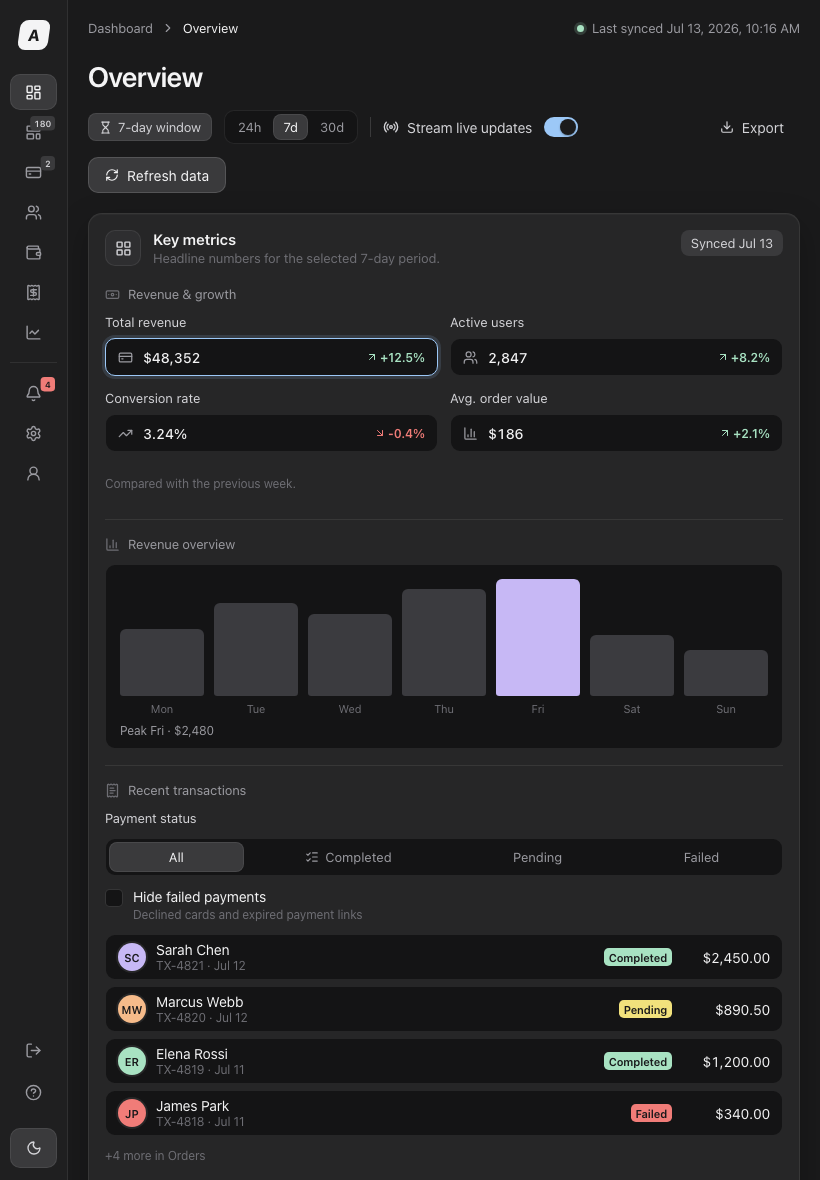 A
Dashboard
Overview
Last synced Jul 13, 2026, 10:16 AM
Overview
180
2
4
7-day window
24h
7d
30d
Stream live updates
Export
Refresh data
Key metrics
Headline numbers for the selected 7-day period.
Synced Jul 13
Revenue & growth
Total revenue
Active users
$48,352
+12.5%
2,847
+8.2%
Conversion rate
Avg. order value
3.24%
-0.4%
$186
+2.1%
Compared with the previous week.
Revenue overview
Mon
Tue
Wed
Thu
Fri
Sat
Sun
Peak Fri · $2,480
Recent transactions
Payment status
All
Completed
Pending
Failed
Hide failed payments
Declined cards and expired payment links
SC
Sarah Chen
TX-4821 · Jul 12
Completed
$2,450.00
MW
Marcus Webb
TX-4820 · Jul 12
Pending
$890.50
ER
Elena Rossi
TX-4819 · Jul 11
Completed
$1,200.00
JP
James Park
TX-4818 · Jul 11
Failed
$340.00
+4 more in Orders